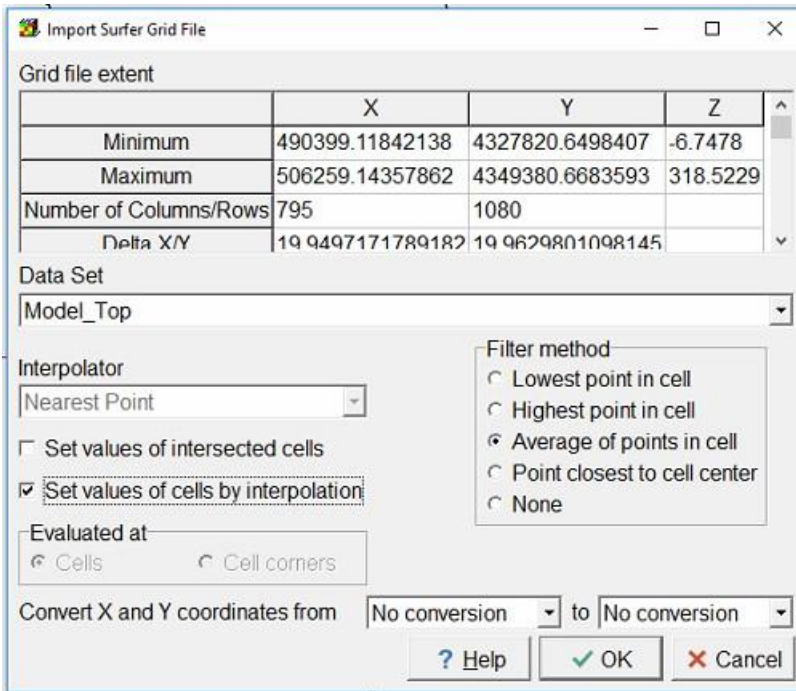 Import Surfer Grid File
Grid file extent
X Y Z
Minimum 490399.11842138 4327820.6498407 -6.7478
Maximum 506259.14357862 4349380.6683593 318.5229
Number of Columns/Rows 795 1080
Delta X/Y 19.9497171789182 19.9629801098145
Data Set
Model_Top
Interpolator
Nearest Point
Set values of intersected cells
Set values of cells by interpolation
Evaluated at
Cells Cell corners
Filter method
Lowest point in cell
Highest point in cell
Average of points in cell
Point closest to cell center
None
Convert X and Y coordinates from No conversion to No conversion
? Help OK Cancel